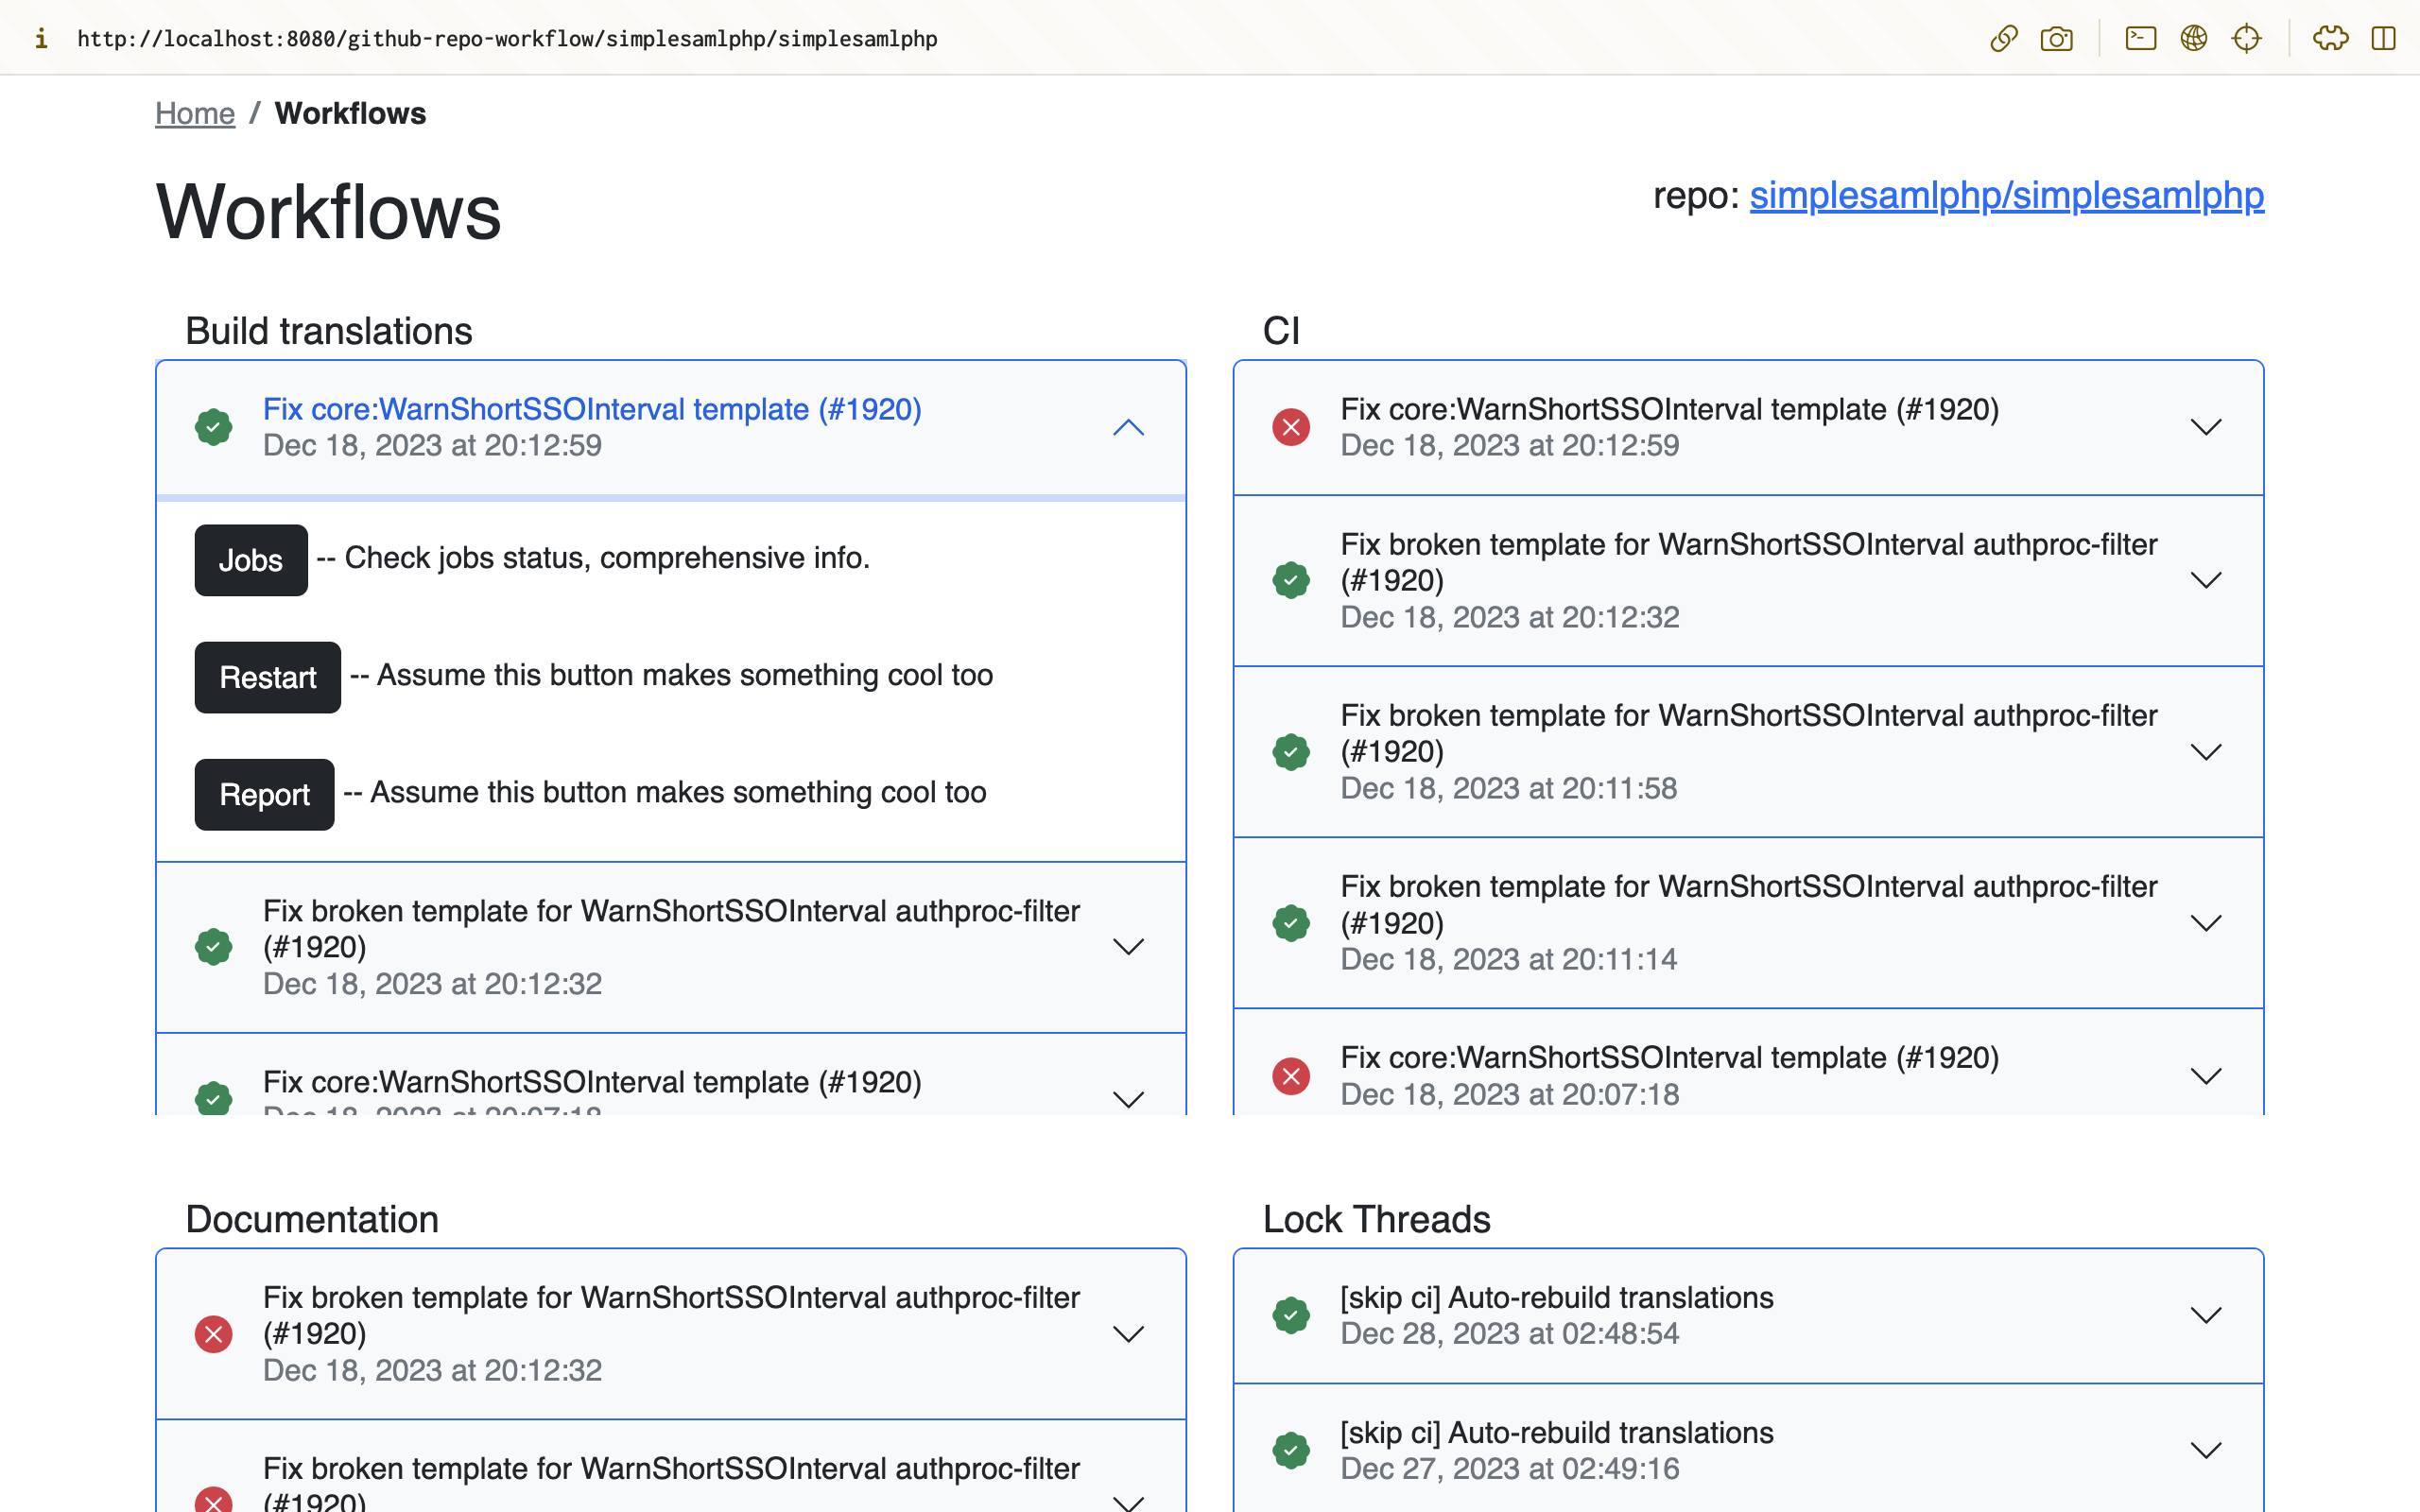 http://localhost:8080/github-repo-workflow/simplesamlphp/simplesamlphp
Home / Workflows
Workflows
repo: simplesamlphp/simplesamlphp
Build translations
Fix core:WarnShortSSOInterval template (#1920)
Dec 18, 2023 at 20:12:59
Jobs -- Check jobs status, comprehensive info.
Restart -- Assume this button makes something cool too
Report -- Assume this button makes something cool too
Fix broken template for WarnShortSSOInterval authproc-filter
(#1920)
Dec 18, 2023 at 20:12:32
Fix core:WarnShortSSOInterval template (#1920)
Dec 18, 2023 at 20:07:18
CI
Fix core:WarnShortSSOInterval template (#1920)
Dec 18, 2023 at 20:12:59
Fix broken template for WarnShortSSOInterval authproc-filter
(#1920)
Dec 18, 2023 at 20:12:32
Fix broken template for WarnShortSSOInterval authproc-filter
(#1920)
Dec 18, 2023 at 20:11:58
Fix broken template for WarnShortSSOInterval authproc-filter
(#1920)
Dec 18, 2023 at 20:11:14
Fix core:WarnShortSSOInterval template (#1920)
Dec 18, 2023 at 20:07:18
Documentation
Fix broken template for WarnShortSSOInterval authproc-filter
(#1920)
Dec 18, 2023 at 20:12:32
Fix broken template for WarnShortSSOInterval authproc-filter
(#1920)
Lock Threads
[skip ci] Auto-rebuild translations
Dec 28, 2023 at 02:48:54
[skip ci] Auto-rebuild translations
Dec 27, 2023 at 02:49:16